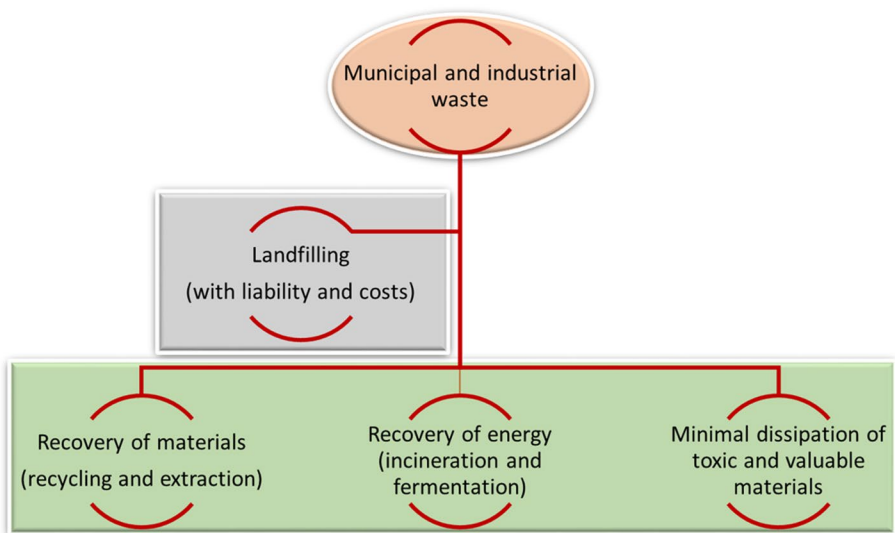 Municipal and industrial
waste
Landfilling
(with liability and costs)
Recovery of materials
(recycling and extraction)
Recovery of energy
(incineration and
fermentation)
Minimal dissipation of
toxic and valuable
materials